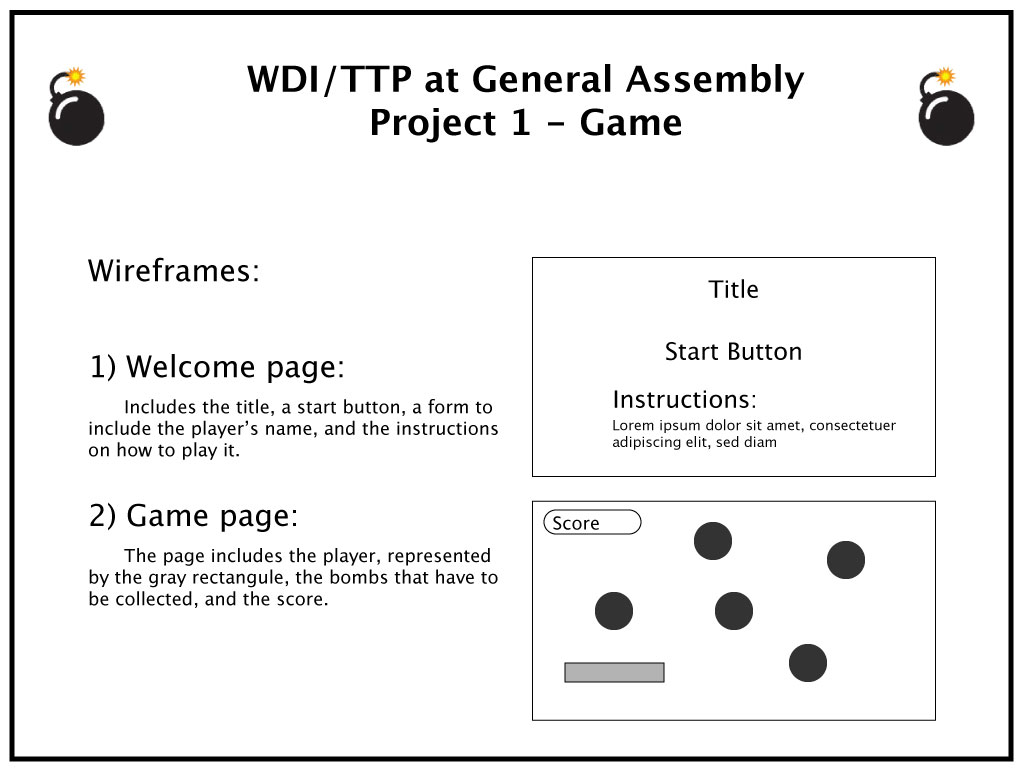 WDI/TTP at General Assembly
Project 1 – Game
Wireframes:
1) Welcome page:
Includes the title, a start button, a form to
include the player’s name, and the instructions
on how to play it.
2) Game page:
The page includes the player, represented
by the gray rectangule, the bombs that have to
be collected, and the score.
Title
Start Button
Instructions:
Lorem ipsum dolor sit amet, consectetuer
adipiscing elit, sed diam
Score